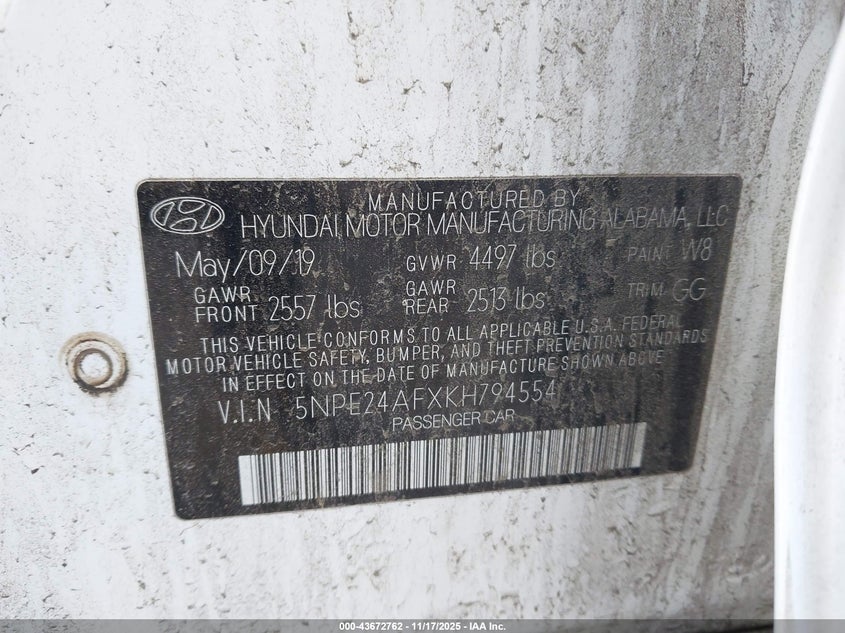 MANUFACTURED BY
HYUNDAI MOTOR MANUFACTURING ALABAMA, LLC
May/09/19 GVWR 4497 lbs PAINT W8
GAWR FRONT 2557 lbs GAWR REAR 2513 lbs TRIM GG
THIS VEHICLE CONFORMS TO ALL APPLICABLE U.S.A. FEDERAL
MOTOR VEHICLE SAFETY, BUMPER, AND THEFT PREVENTION STANDARDS
IN EFFECT ON THE DATE OF MANUFACTURE SHOWN ABOVE
V.I.N 5NPE24AFXKH794554
PASSENGER CAR
000-43672762 - 11/17/2025 - IAA Inc.